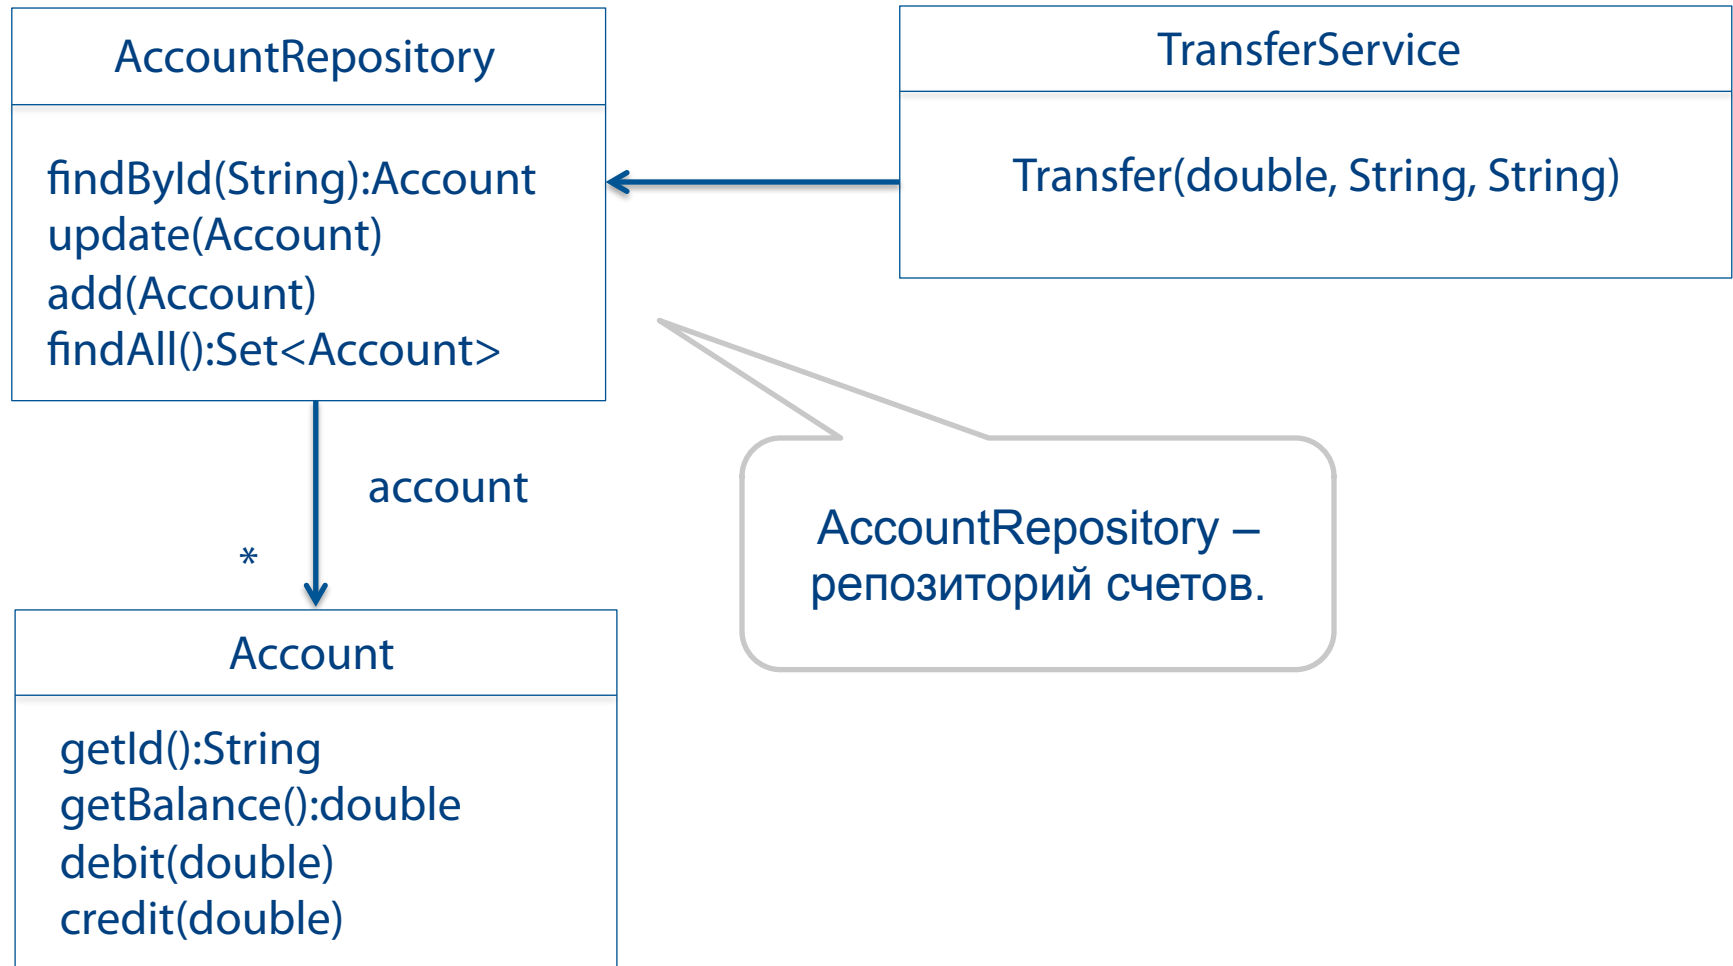 AccountRepository
findById(String):Account
update(Account)
add(Account)
findAll():Set<Account>
TransferService
Transfer(double, String, String)
account
*
AccountRepository –
репозиторий счетов.
Account
getId():String
getBalance():double
debit(double)
credit(double)